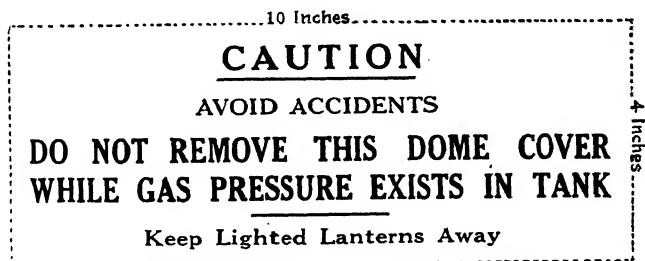 10 Inches
CAUTION
AVOID ACCIDENTS
4 Inches
DO NOT REMOVE THIS DOME COVER
WHILE GAS PRESSURE EXISTS IN TANK
Keep Lighted Lanterns Away